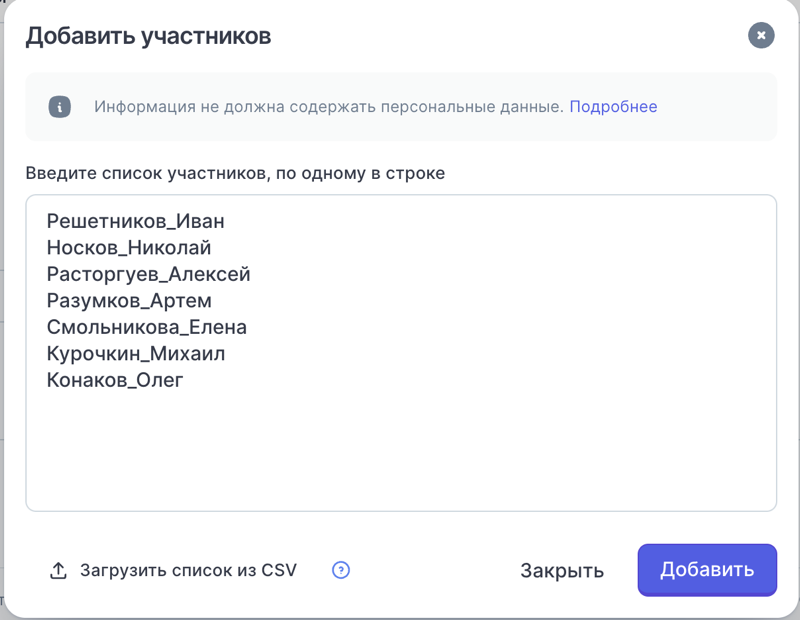 Добавить участников
Информация не должна содержать персональные данные. Подробнее
Введите список участников, по одному в строке
Решетников_Иван
Носков_Николай
Расторгуев_Алексей
Разумков_Артем
Смольникова_Елена
Курочкин_Михаил
Конаков_Олег
Загрузить список из CSV
Закрыть
Добавить